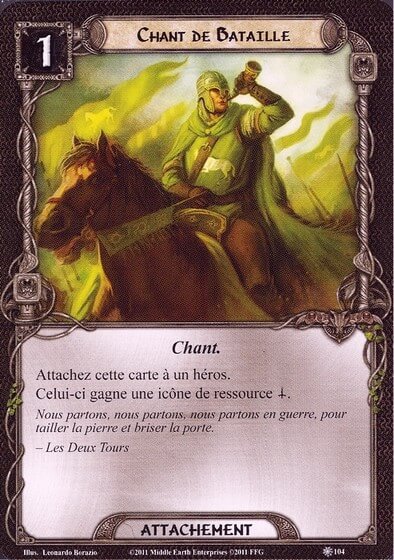 1
CHANT DE BATAILLE
Chant.
Attachez cette carte à un héros.
Celui-ci gagne une icône de ressource .
Nous partons, nous partons, nous partons en guerre, pour
tailler la pierre et briser la porte.
– Les Deux Tours
ATTACHEMENT
Illus. Leonardo Borazio ©2011 Middle Earth Enterprises ©2011 FFG 104